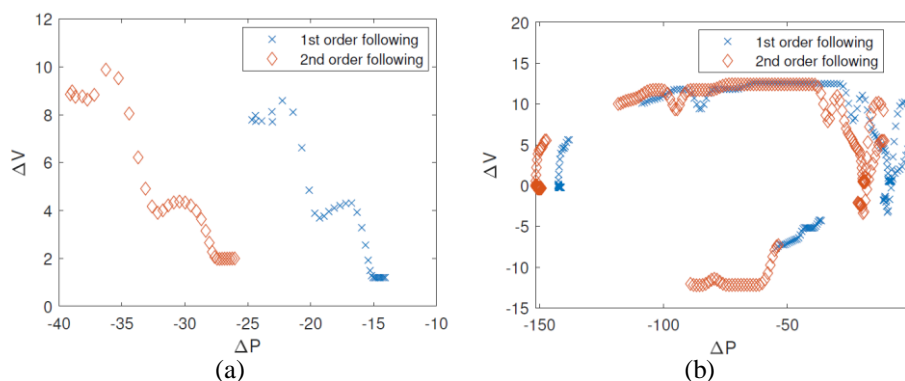 12
10
8
6
4
2
0
-40 -35 -30 -25 -20 -15 -10
ΔV
ΔP
1st order following
2nd order following
(a)
20
15
10
5
0
-5
-10
-15
-150 -100 -50
ΔV
ΔP
1st order following
2nd order following
(b)